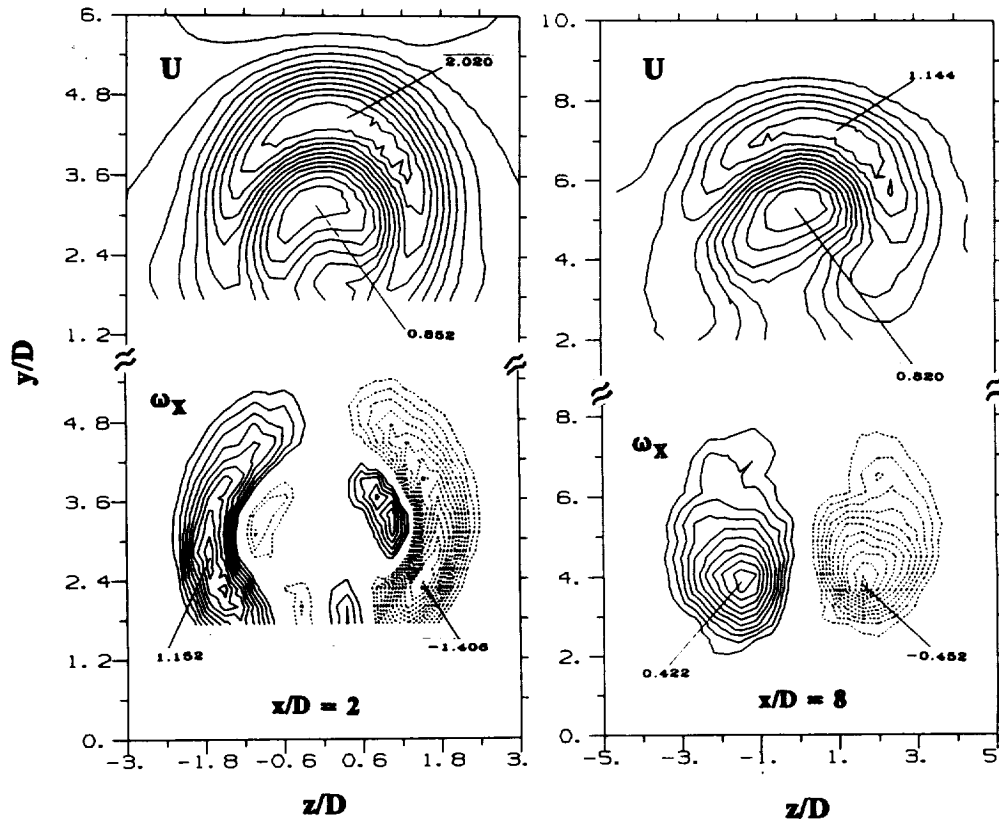 6.
U
2.020
4.8
3.6
2.4
0.852
1.2
y/D
ωx
4.8
3.6
2.4
1.152
-1.406
1.2
x/D = 2
0.
-3. -1.8 -0.6 0.6 1.8 3.
z/D
10.
U
1.144
8.
6.
4.
2.
0.820
8.
ωx
6.
4.
2.
0.422
-0.452
x/D = 8
0.
-5. -3. -1. 1. 3. 5
z/D